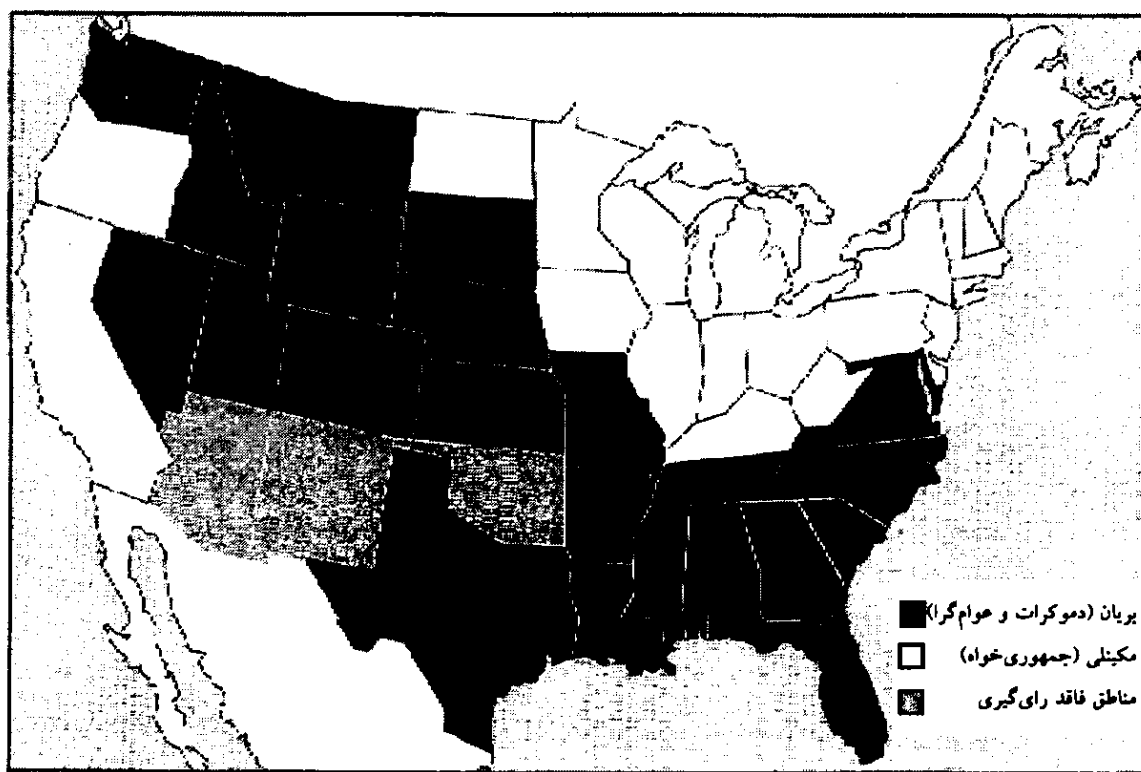 بریان (دموکرات و عوام‌گرا)
مکینلی (جمهوری‌خواه)
مناطق فاقد رای‌گیری